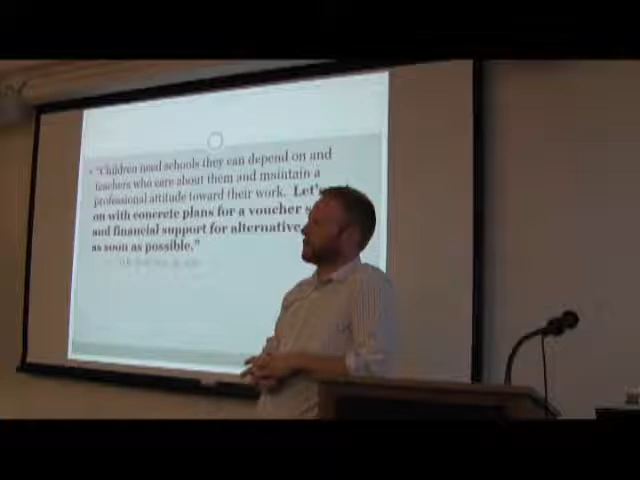 "Children need schools they can depend on and
teachers who care about them and maintain a
professional attitude toward their work. Let's
on with concrete plans for a voucher
and financial support for alternative
as soon as possible."